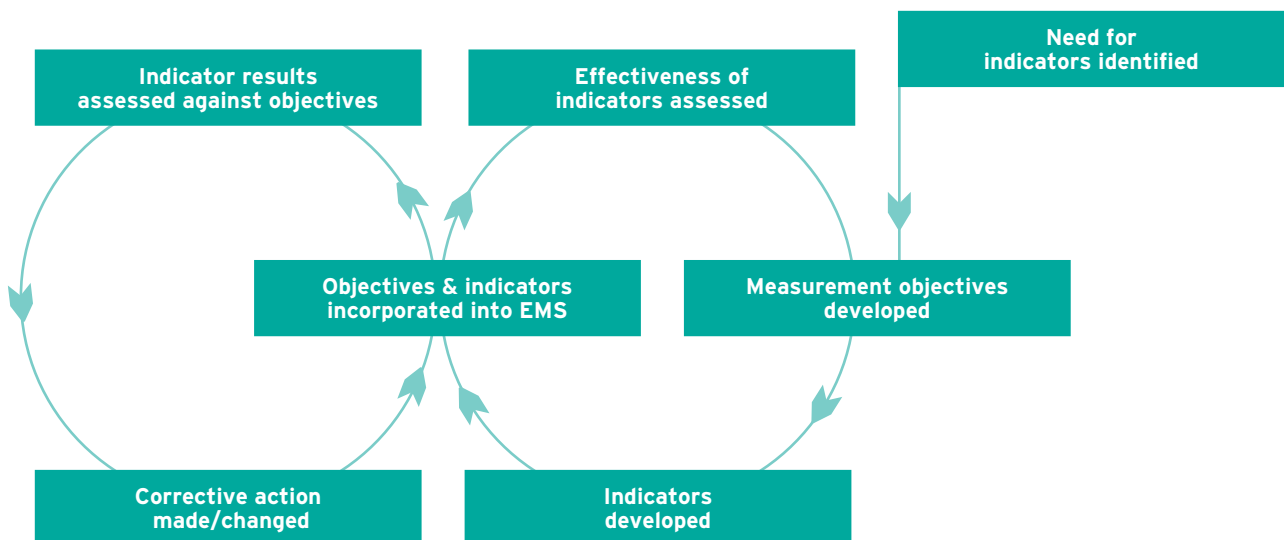 Need for
indicators identified
Indicator results
assessed against objectives
Effectiveness of
indicators assessed
Objectives & indicators
incorporated into EMS
Measurement objectives
developed
Corrective action
made/changed
Indicators
developed